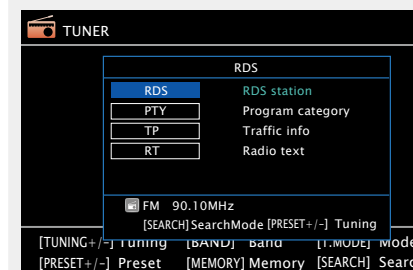 TUNER
RDS
RDS RDS station
PTY Program category
TP Traffic info
RT Radio text
FM 90.10MHz
[SEARCH] SearchMode [PRESET+/-] Tuning
[TUNING+/-] Tuning [BAND] Band [T.MODE] Mode
[PRESET+/-] Preset [MEMORY] Memory [SEARCH]